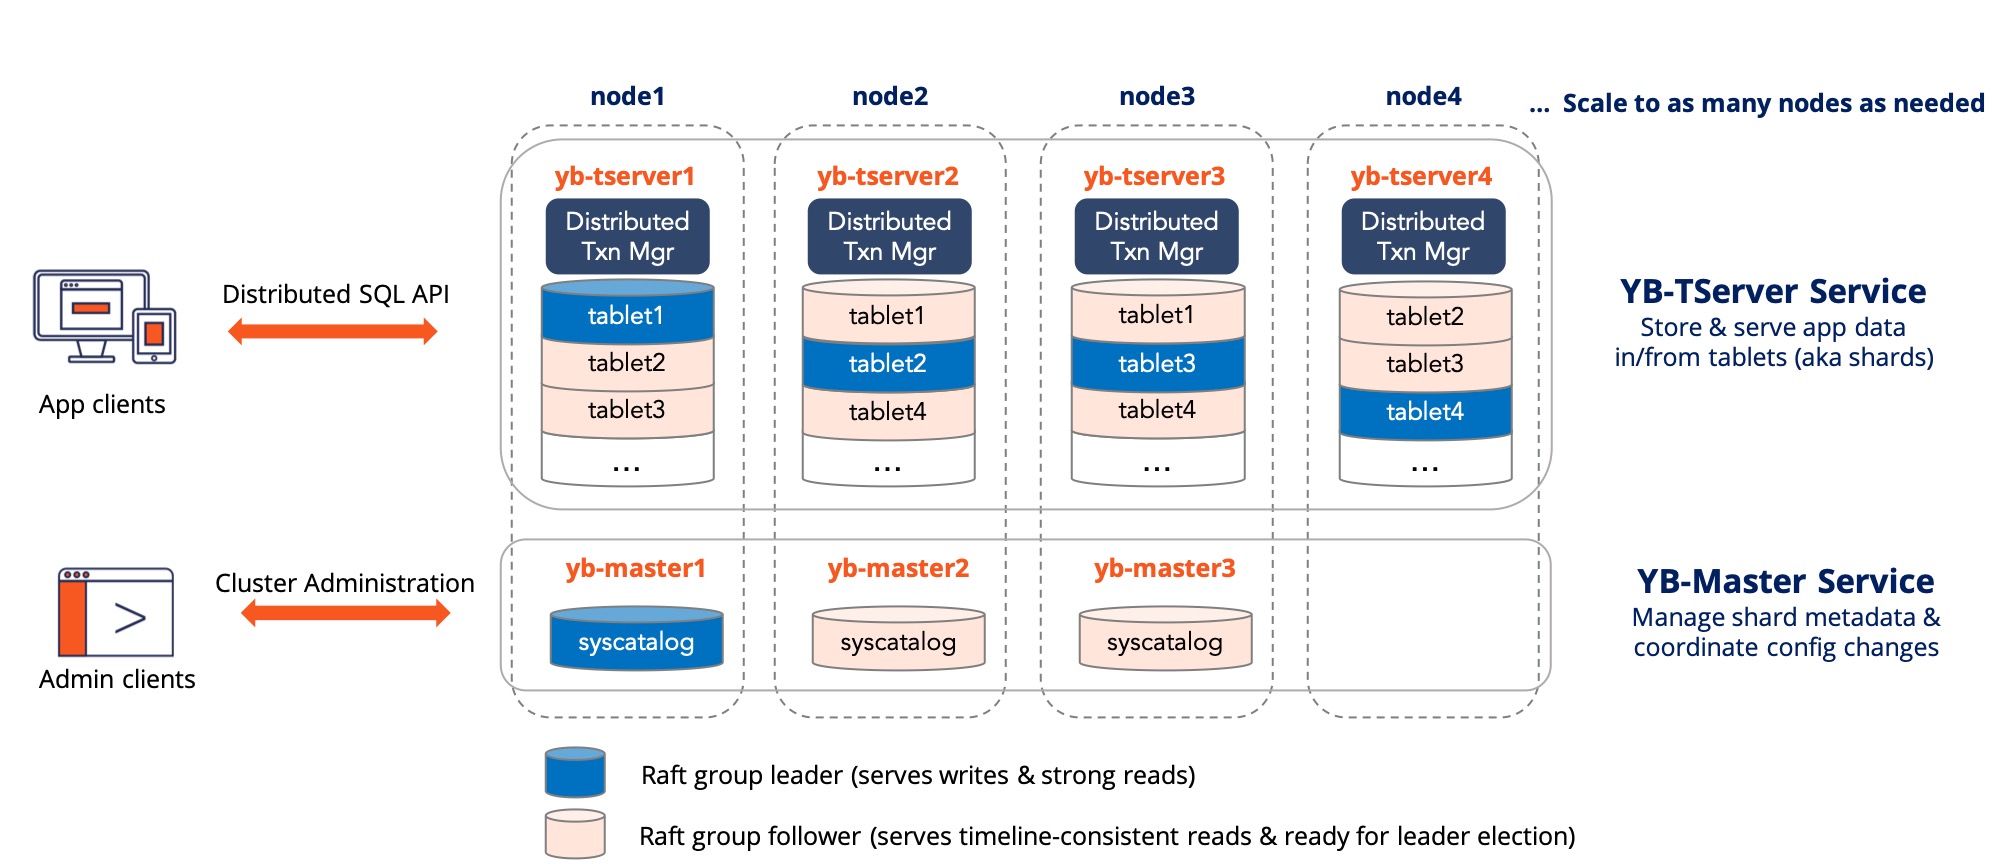 node1
node2
node3
node4
... Scale to as many nodes as needed
yb-tserver1
yb-tserver2
yb-tserver3
yb-tserver4
Distributed
Txn Mgr
Distributed
Txn Mgr
Distributed
Txn Mgr
Distributed
Txn Mgr
tablet1
tablet2
tablet3
...
tablet1
tablet2
tablet4
...
tablet1
tablet3
tablet4
...
tablet2
tablet3
tablet4
...
Distributed SQL API
App clients
YB-TServer Service
Store & serve app data
in/from tablets (aka shards)
yb-master1
yb-master2
yb-master3
syscatalog
syscatalog
syscatalog
Cluster Administration
Admin clients
YB-Master Service
Manage shard metadata &
coordinate config changes
Raft group leader (serves writes & strong reads)
Raft group follower (serves timeline-consistent reads & ready for leader election)